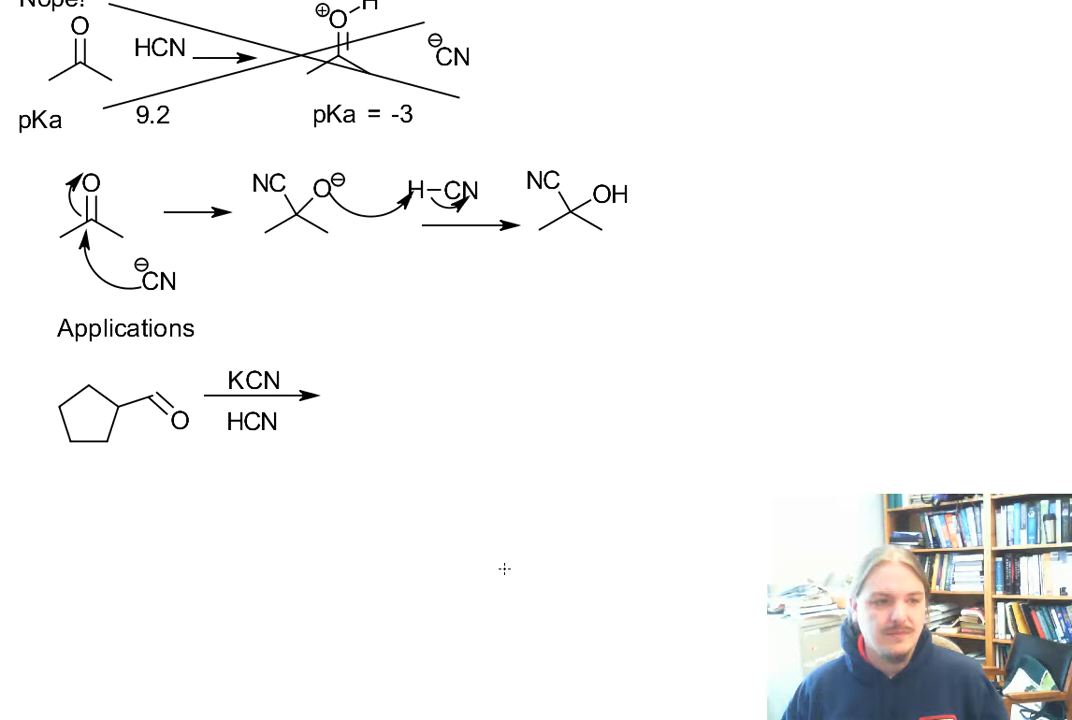 Nope!
O
HCN
⊕
O
H
⊖
CN
pKa
9.2
pKa = -3
O
NC
O⊖
H-CN
NC
OH
⊖
CN
Applications
KCN
O
HCN